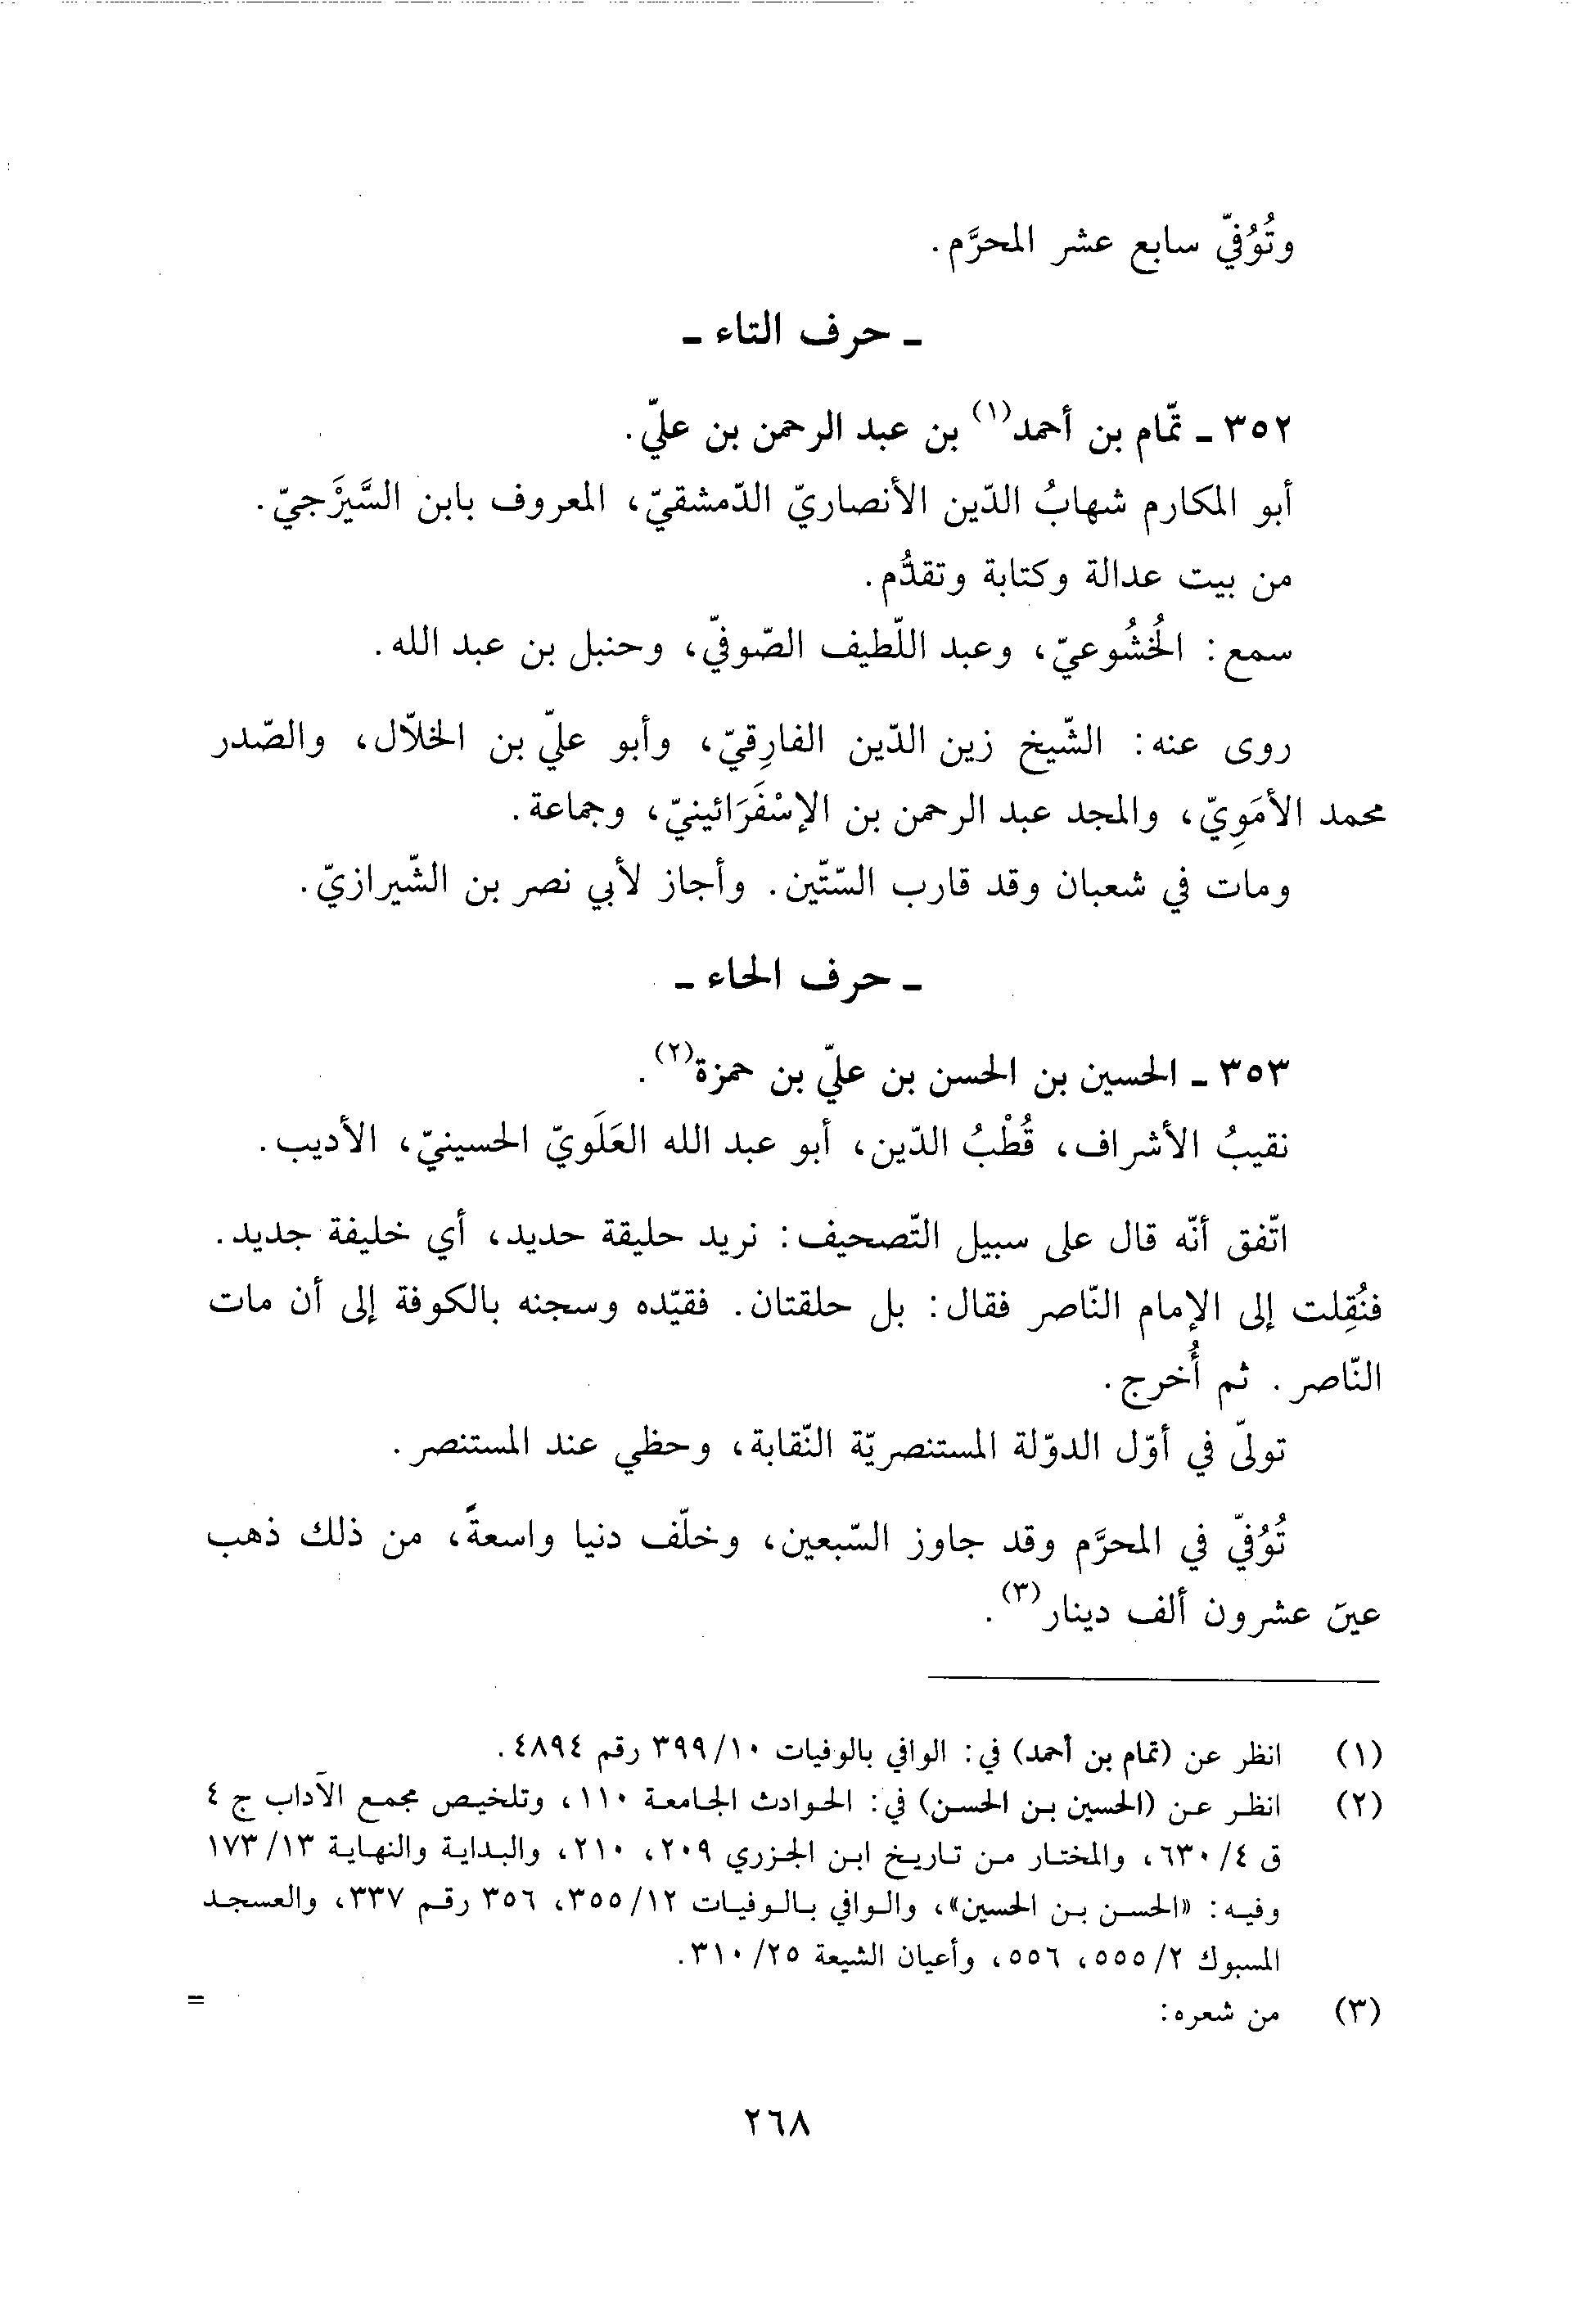 وتُوُفّي سابع عشر المحرَّم.
ـ حرف التاء ـ
٣٥٢ ـ تمّام بن أحمد(١) بن عبد الرحمن بن عليّ.
أبو المكارم شهابُ الدّين الأنصاريّ الدّمشقيّ، المعروف بابن السَّيْرَجيّ.
من بيت عدالة وكتابة وتقدُّم.
سمع: الخُشُوعيّ، وعبد اللّطيف الصّوفيّ، وحنبل بن عبد الله.
روى عنه: الشّيخ زين الدّين الفارِقيّ، وأبو عليّ بن الخلّال، والصّدر
محمد الأمَوِيّ، والمجد عبد الرحمن بن الإسْفَرَائينيّ، وجماعة.
ومات في شعبان وقد قارب السّتّين. وأجاز لأبي نصر بن الشّيرازيّ.
ـ حرف الحاء ـ
٣٥٣ ـ الحسين بن الحسن بن عليّ بن حمزة(٢).
نقيبُ الأشراف، قُطْبُ الدّين، أبو عبد الله العَلَويّ الحسينيّ، الأديب.
اتّفق أنّه قال على سبيل التّصحيف: نريد حليقة حديد، أي خليفة جديد.
فنُقِلت إلى الإمام النّاصر فقال: بل حلقتان. فقيّده وسجنه بالكوفة إلى أن مات
النّاصر. ثم أُخرج.
تولّى في أوّل الدوّلة المستنصريّة النّقابة، وحظي عند المستنصر.
تُوُفّي في المحرَّم وقد جاوز السّبعين، وخلّف دنيا واسعةً، من ذلك ذهب
عين عشرون ألف دينار(٣).
(١) انظر عن (تمام بن أحمد) في: الوافي بالوفيات ٣٩٩/١٠ رقم ٤٨٩٤.
(٢) انظر عن (الحسين بن الحسن) في: الحوادث الجامعة ١١٠، وتلخيص مجمع الآداب ج ٤
ق ٦٣٠/٤، والمختار من تاريخ ابن الجزري ٢٠٩، ٢١٠، والبداية والنهاية ١٧٣/١٣
وفيه: «الحسن بن الحسين»، والوافي بالوفيات ٣٥٥/١٢، ٣٥٦ رقم ٣٣٧، والعسجد
المسبوك ٥٥٥/٢، ٥٥٦، وأعيان الشيعة ٣١٠/٢٥.
(٣) من شعره: =
٢٦٨